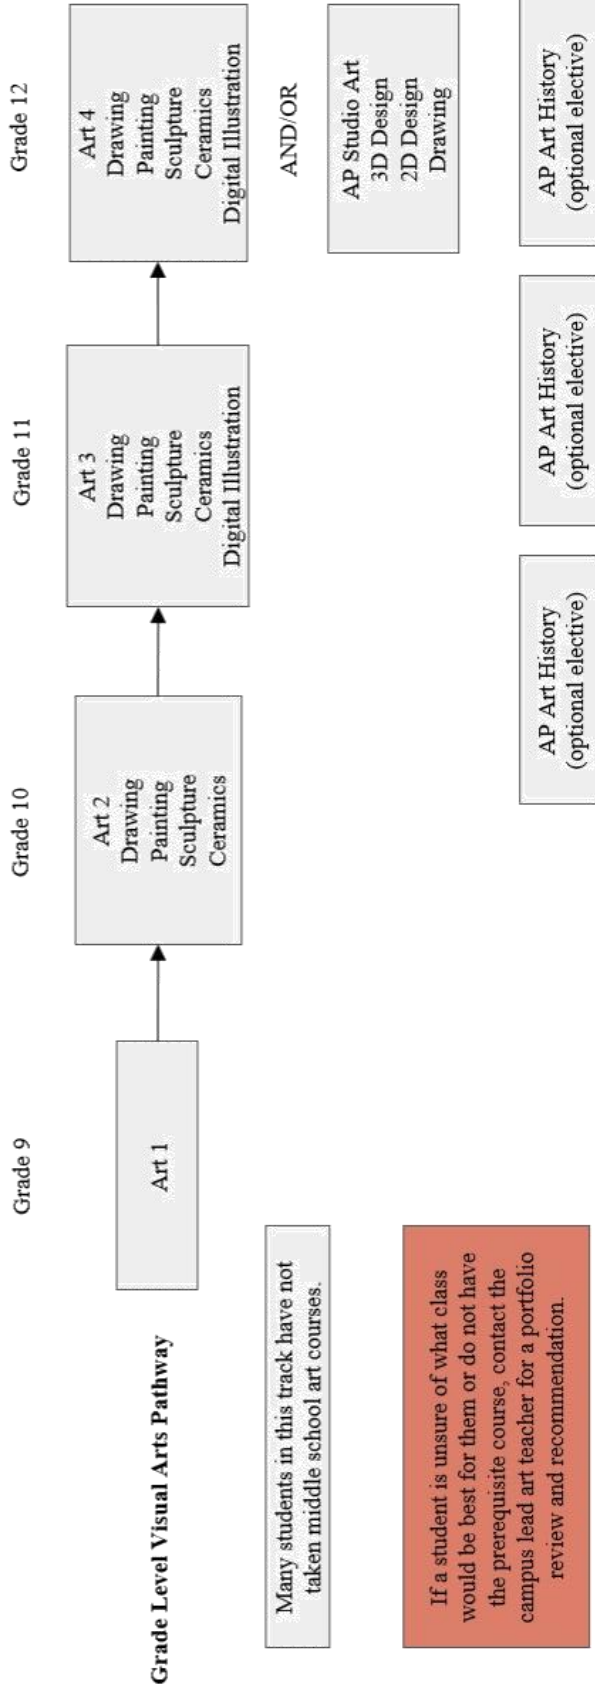 Grade 9
Grade 10
Grade 11
Grade 12
Grade Level Visual Arts Pathway
Art 1
Art 2
Drawing
Painting
Sculpture
Ceramics
Art 3
Drawing
Painting
Sculpture
Ceramics
Digital Illustration
Art 4
Drawing
Painting
Sculpture
Ceramics
Digital Illustration
Many students in this track have not
taken middle school art courses.
AND/OR
AP Studio Art
3D Design
2D Design
Drawing
If a student is unsure of what class
would be best for them or do not have
the prerequisite course, contact the
campus lead art teacher for a portfolio
review and recommendation.
AP Art History
(optional elective)
AP Art History
(optional elective)
AP Art History
(optional elective)